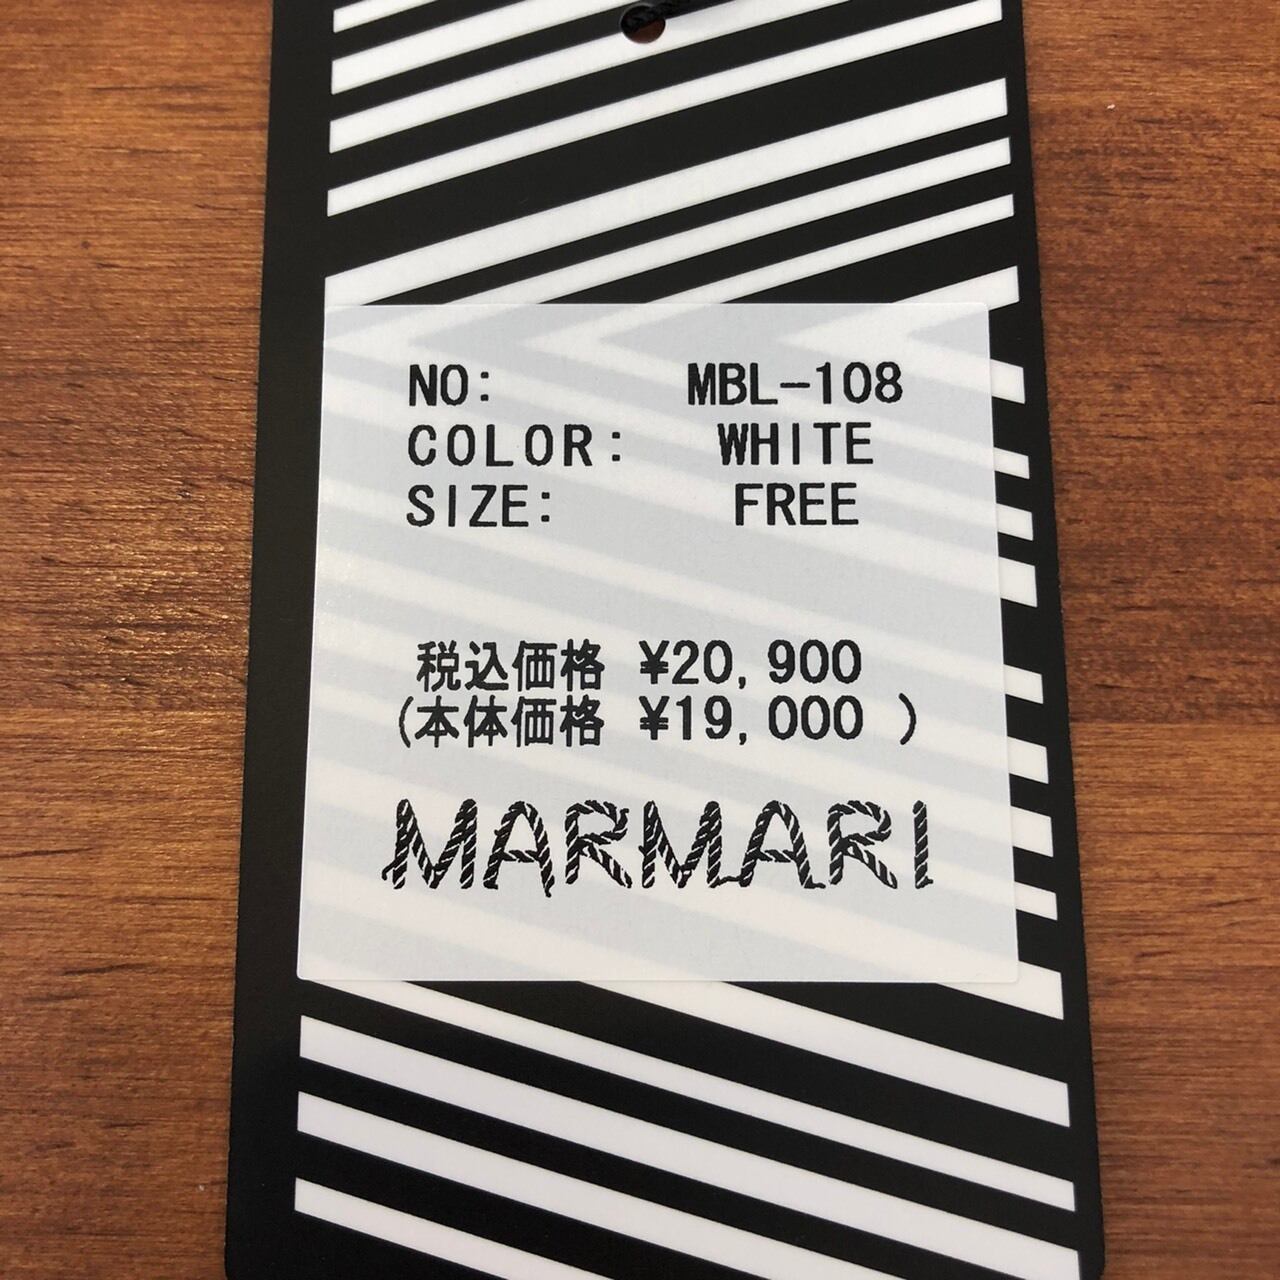 NO: MBL-108
COLOR: WHITE
SIZE: FREE
税込価格 ¥20,900
(本体価格 ¥19,000 )
MARMARI